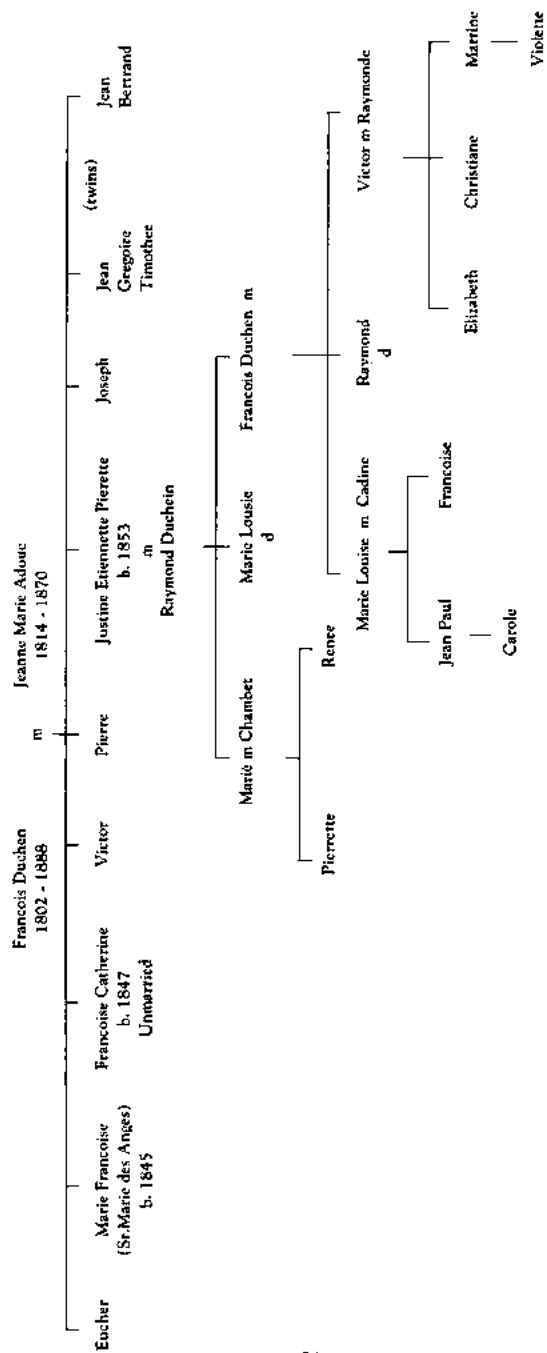 Francois Duchen m Jeanne Marie Adoue
1802 - 1888 1814 - 1870
Eucher Marie Francoise Francoise Catherine Victor Pierre Justine Etiennette Pierette Joseph Jean (twins) Jean
(Sr.Marie des Anges) b. 1847 b. 1853 Gregoire Bertrand
b. 1845 Unmarried m Timothee
Raymond Duchein
Marie m Chambet Marie Lousie Francois Duchen m
d
Pierrette Renee Marie Louise m Cadine Raymond Victor m Raymonde
d
Jean Paul Francoise Elizabeth Christiane Martine
Carole Violette